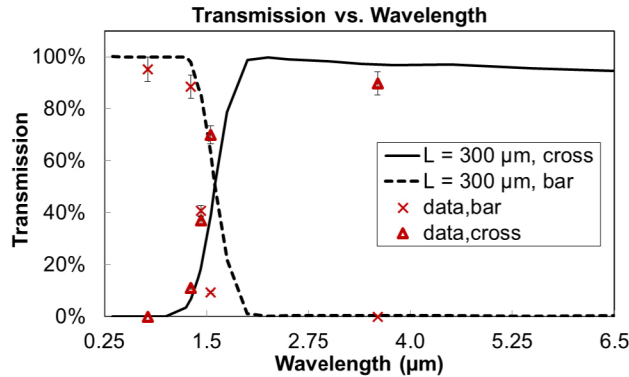 Transmission vs. Wavelength
Transmission
100%
80%
60%
40%
20%
0%
L = 300 µm, cross
L = 300 µm, bar
data,bar
data,cross
0.25 1.5 2.75 4.0 5.25 6.5
Wavelength (µm)